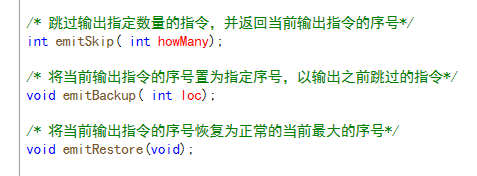 /* 跳过输出指定数量的指令，并返回当前输出指令的序号*/
int emitSkip( int howMany);
/* 将当前输出指令的序号置为指定序号，以输出之前跳过的指令*/
void emitBackup( int loc);
/* 将当前输出指令的序号恢复为正常的当前最大的序号*/
void emitRestore(void);